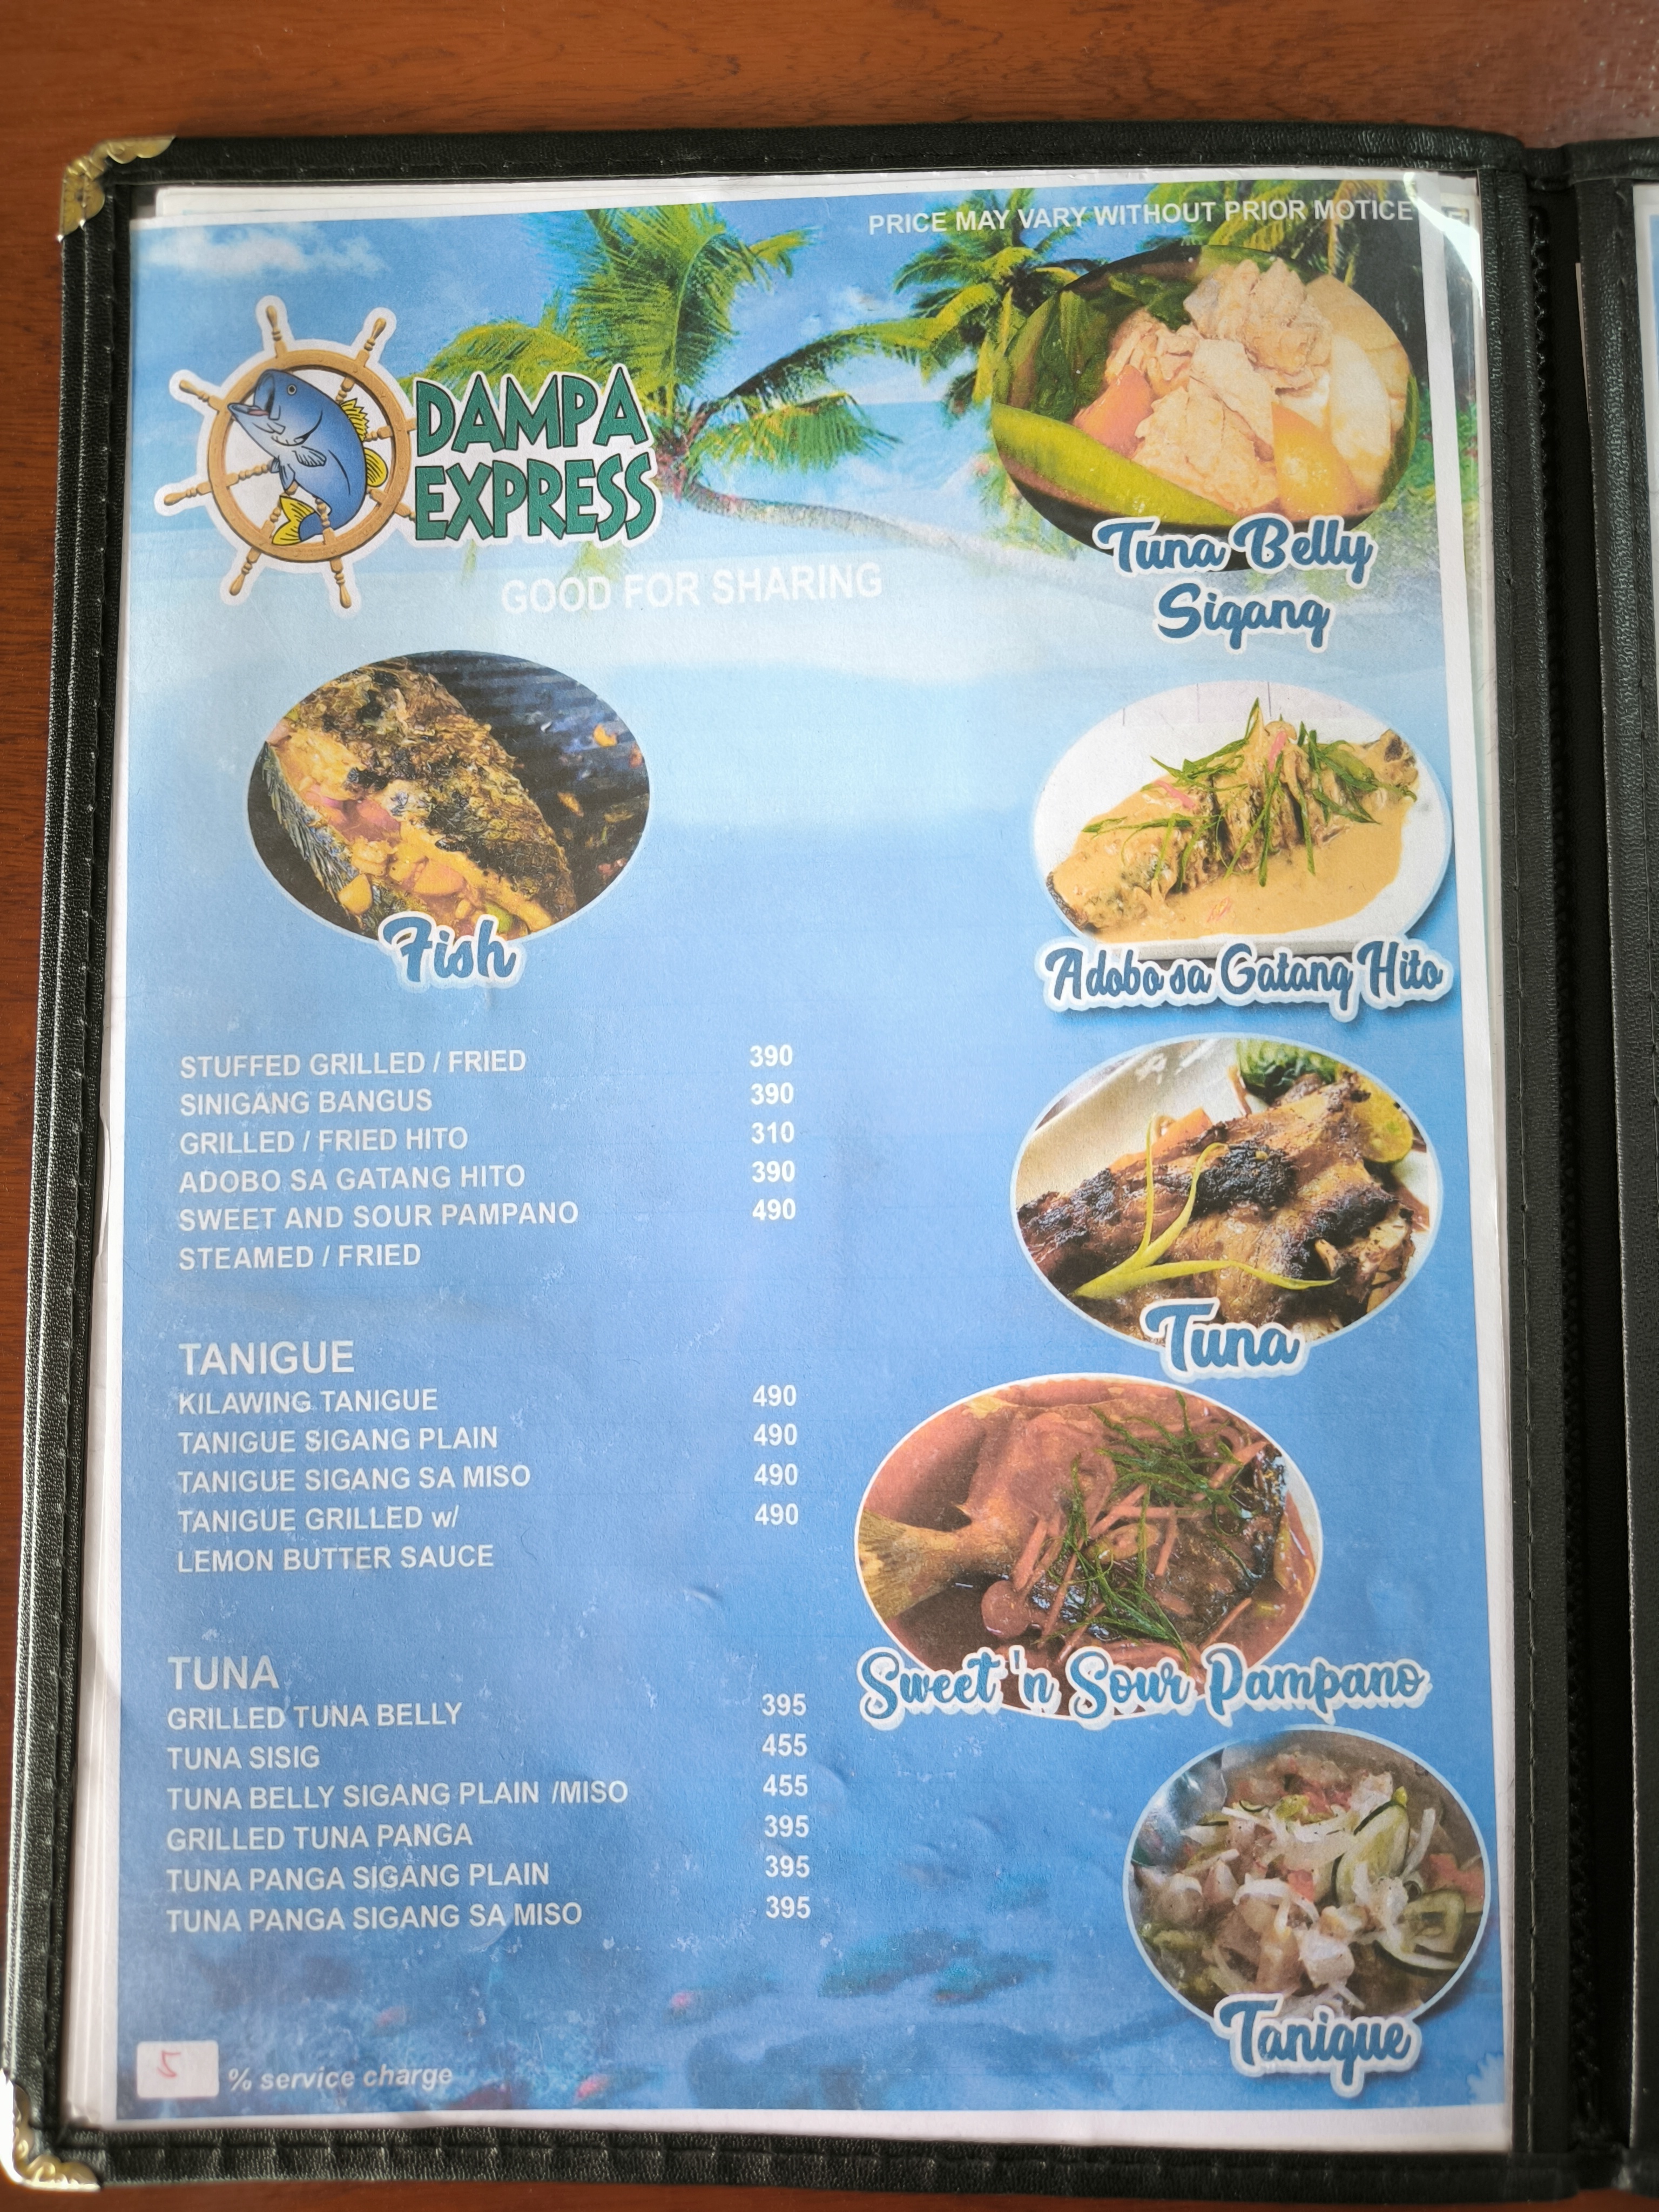 PRICE MAY VARY WITHOUT PRIOR MOTICE
DAMPA
EXPRESS
GOOD FOR SHARING
Tuna Belly
Sigang
Fish
Adobo sa Gatang Hito
STUFFED GRILLED / FRIED 390
SINIGANG BANGUS 390
GRILLED / FRIED HITO 310
ADOBO SA GATANG HITO 390
SWEET AND SOUR PAMPANO 490
STEAMED / FRIED
Tuna
TANIGUE
KILAWING TANIGUE 490
TANIGUE SIGANG PLAIN 490
TANIGUE SIGANG SA MISO 490
TANIGUE GRILLED w/ 490
LEMON BUTTER SAUCE
Sweet 'n Sour Pampano
TUNA
GRILLED TUNA BELLY 395
TUNA SISIG 455
TUNA BELLY SIGANG PLAIN /MISO 455
GRILLED TUNA PANGA 395
TUNA PANGA SIGANG PLAIN 395
TUNA PANGA SIGANG SA MISO 395
Tanigue
5 % service charge